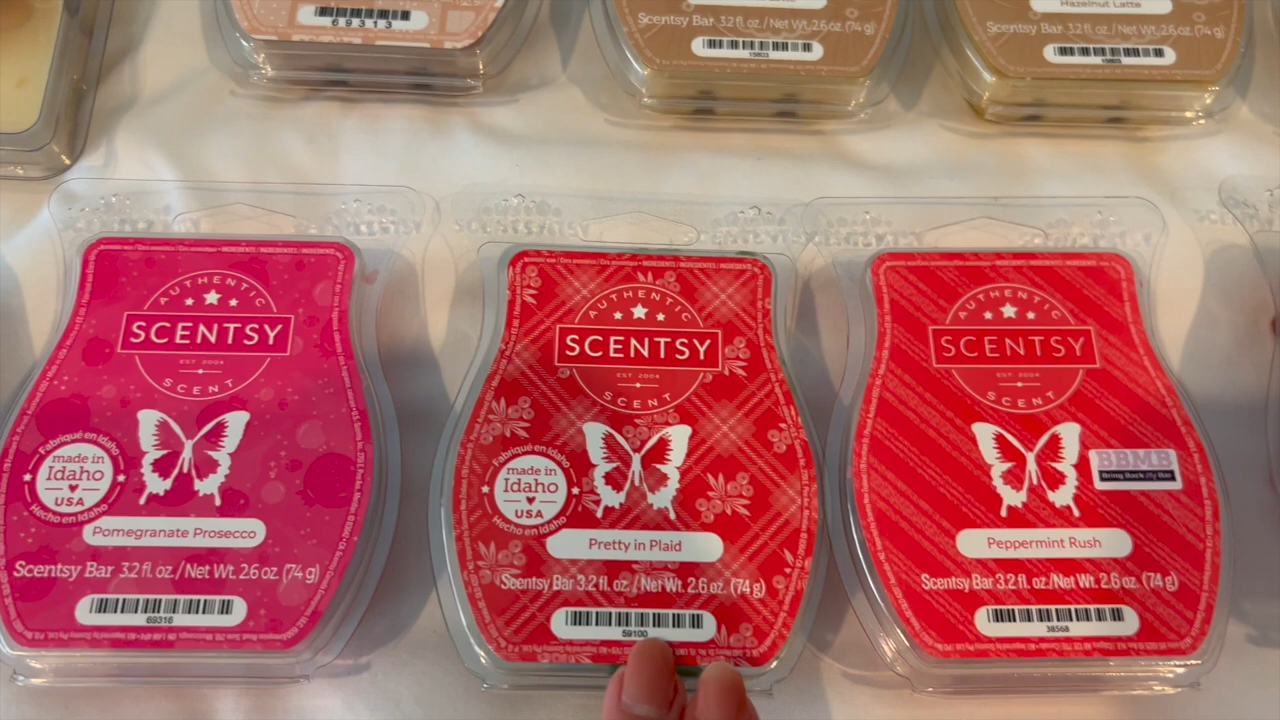 69313
Scentsy Bar 3.2 fl. oz. / Net Wt. 2.6 oz. (74 g)
15803
Hazelnut Latte
Scentsy Bar 3.2 fl. oz. / Net Wt. 2.6 oz. (74 g)
15803
AUTHENTIC
SCENTSY
EST. 2004
SCENT
Fabriqué en Idaho
made in
Idaho
USA
Hecho en Idaho
Pomegranate Prosecco
Scentsy Bar 3.2 fl. oz. / Net Wt. 2.6 oz. (74 g)
69316
AUTHENTIC
SCENTSY
EST. 2004
SCENT
Fabriqué en Idaho
made in
Idaho
USA
Hecho en Idaho
Pretty in Plaid
Scentsy Bar 3.2 fl. oz. / Net Wt. 2.6 oz. (74 g)
59100
AUTHENTIC
SCENTSY
EST. 2004
SCENT
BBMB
Bring Back My Bar
Peppermint Rush
Scentsy Bar 3.2 fl. oz./Net Wt. 2.6 oz. (74 g)
38568